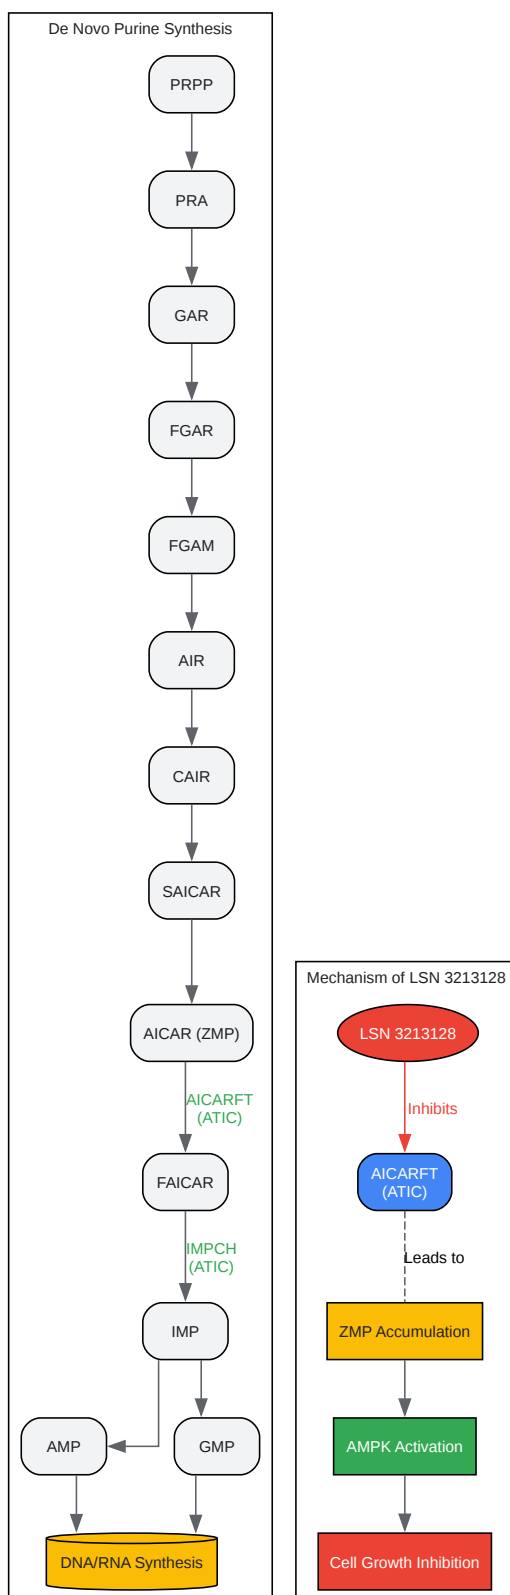 De Novo Purine Synthesis
PRPP
PRA
GAR
FGAR
FGAM
AIR
CAIR
SAICAR
AICAR (ZMP)
AICARFT
(ATIC)
FAICAR
IMPCH
(ATIC)
IMP
AMP
GMP
DNA/RNA Synthesis
Mechanism of LSN 3213128
LSN 3213128
Inhibits
AICARFT
(ATIC)
Leads to
ZMP Accumulation
AMPK Activation
Cell Growth Inhibition